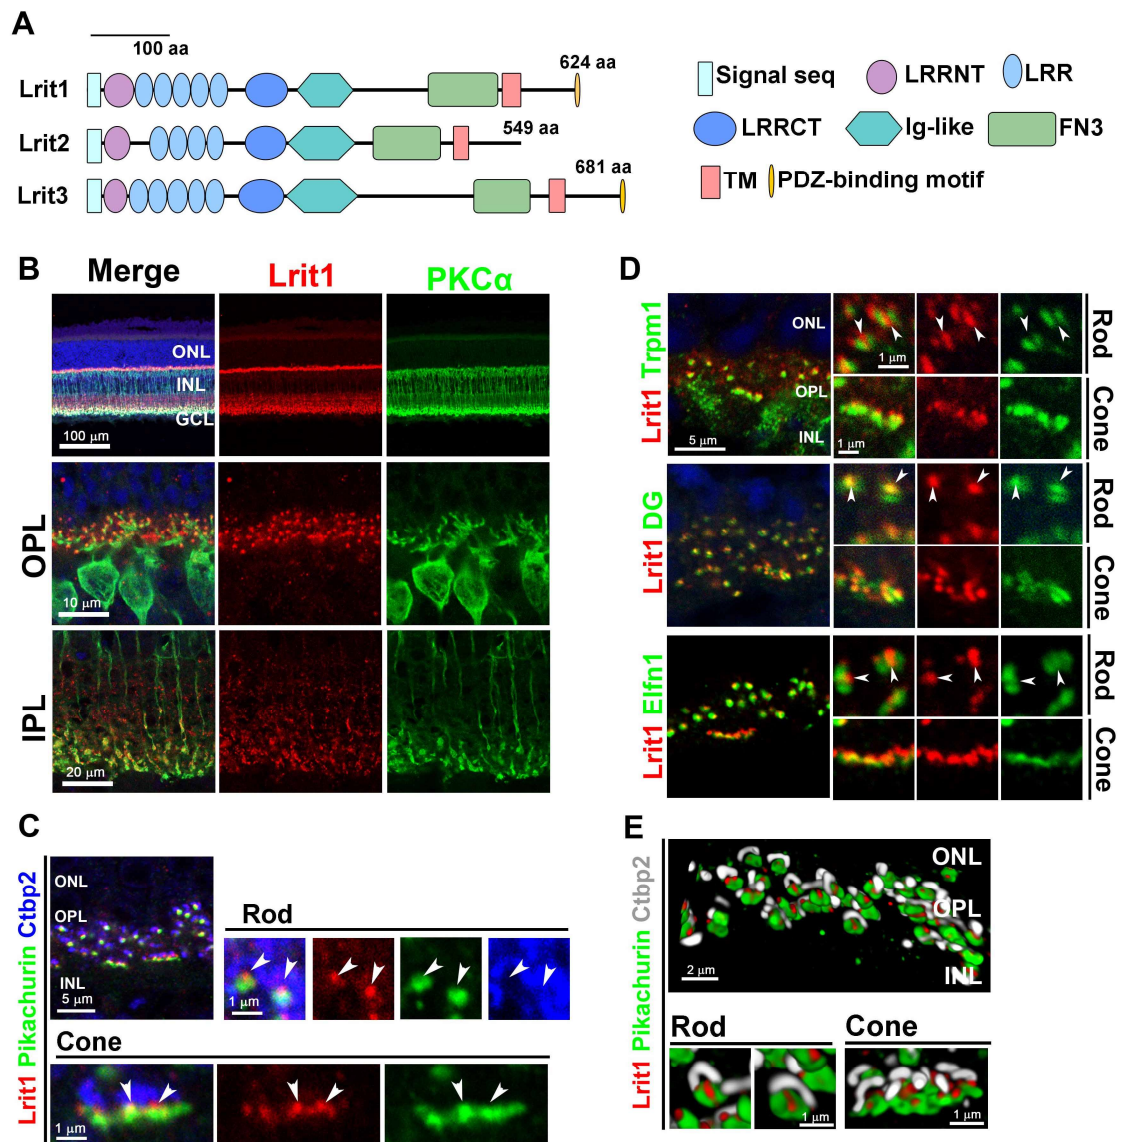 A
100 aa
Lrit1
624 aa
Lrit2
549 aa
Lrit3
681 aa
Signal seq
LRRNT
LRR
LRRCT
Ig-like
FN3
TM
PDZ-binding motif
B
Merge
Lrit1
PKCα
ONL
INL
GCL
100 μm
OPL
10 μm
IPL
20 μm
C
Lrit1 Pikachurin Ctbp2
ONL
OPL
INL
5 μm
Rod
1 μm
Cone
1 μm
D
Lrit1 Trpm1
ONL
OPL
INL
5 μm
1 μm
Rod
1 μm
Cone
Lrit1 DG
Rod
Cone
Lrit1 Elfn1
Rod
Cone
E
Lrit1 Pikachurin Ctbp2
ONL
OPL
INL
2 μm
Rod
1 μm
Cone
1 μm